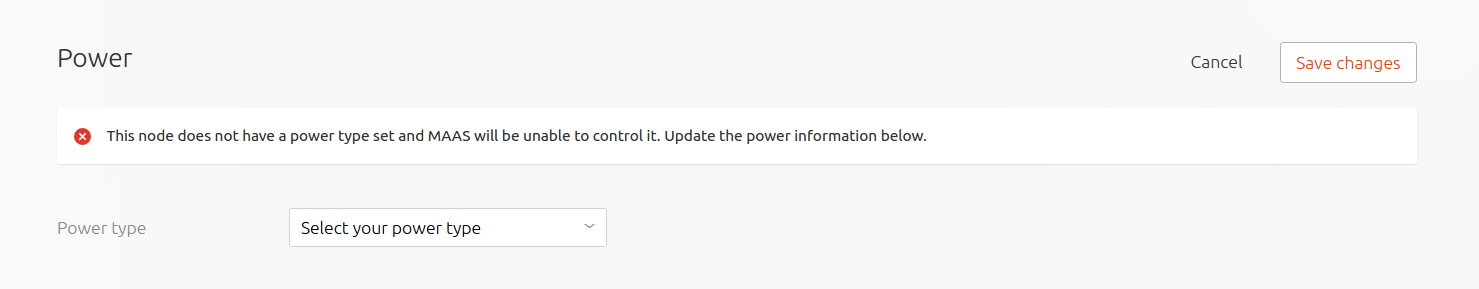 Power
Cancel
Save changes
This node does not have a power type set and MAAS will be unable to control it. Update the power information below.
Power type
Select your power type